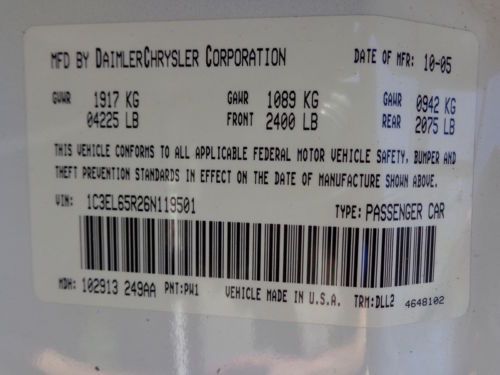 MFD BY DAIMLERCHRYSLER CORPORATION DATE OF MFR: 10-05
GVWR 1917 KG GAWR 1089 KG GAWR 0942 KG
04225 LB FRONT 2400 LB REAR 2075 LB
THIS VEHICLE CONFORMS TO ALL APPLICABLE FEDERAL MOTOR VEHICLE SAFETY, BUMPER AND
THEFT PREVENTION STANDARDS IN EFFECT ON THE DATE OF MANUFACTURE SHOWN ABOVE.
VIN: 1C3EL65R26N119501 TYPE: PASSENGER CAR
MDH: 102913 249AA PNT:PW1 VEHICLE MADE IN U.S.A. TRM:DLL2 4648102